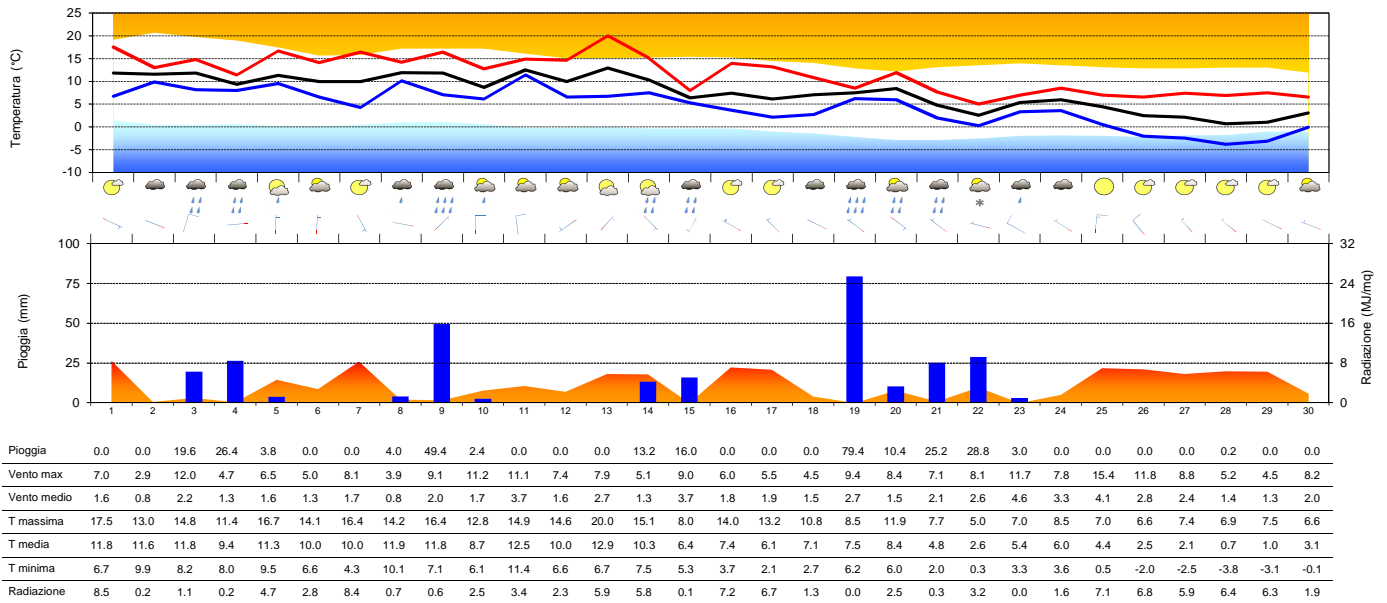 25
20
15
10
5
0
-5
-10
Temperatura (°C)
100
75
50
25
0
Pioggia (mm)
32
24
16
8
0
Radiazione (MJ/mq)
1 2 3 4 5 6 7 8 9 10 11 12 13 14 15 16 17 18 19 20 21 22 23 24 25 26 27 28 29 30
Pioggia 0.0 0.0 19.6 26.4 3.8 0.0 0.0 4.0 49.4 2.4 0.0 0.0 0.0 13.2 16.0 0.0 0.0 0.0 79.4 10.4 25.2 28.8 3.0 0.0 0.0 0.0 0.0 0.2 0.0 0.0
Vento max 7.0 2.9 12.0 4.7 6.5 5.0 8.1 3.9 9.1 11.2 11.1 7.4 7.9 5.1 9.0 6.0 5.5 4.5 9.4 8.4 7.1 8.1 11.7 7.8 15.4 11.8 8.8 5.2 4.5 8.2
Vento medio 1.6 0.8 2.2 1.3 1.6 1.3 1.7 0.8 2.0 1.7 3.7 1.6 2.7 1.3 3.7 1.8 1.9 1.5 2.7 1.5 2.1 2.6 4.6 3.3 4.1 2.8 2.4 1.4 1.3 2.0
T massima 17.5 13.0 14.8 11.4 16.7 14.1 16.4 14.2 16.4 12.8 14.9 14.6 20.0 15.1 8.0 14.0 13.2 10.8 8.5 11.9 7.7 5.0 7.0 8.5 7.0 6.6 7.4 6.9 7.5 6.6
T media 11.8 11.6 11.8 9.4 11.3 10.0 10.0 11.9 11.8 8.7 12.5 10.0 12.9 10.3 6.4 7.4 6.1 7.1 7.5 8.4 4.8 2.6 5.4 6.0 4.4 2.5 2.1 0.7 1.0 3.1
T minima 6.7 9.9 8.2 8.0 9.5 6.6 4.3 10.1 7.1 6.1 11.4 6.6 6.7 7.5 5.3 3.7 2.1 2.7 6.2 6.0 2.0 0.3 3.3 3.6 0.5 -2.0 -2.5 -3.8 -3.1 -0.1
Radiazione 8.5 0.2 1.1 0.2 4.7 2.8 8.4 0.7 0.6 2.5 3.4 2.3 5.9 5.8 0.1 7.2 6.7 1.3 0.0 2.5 0.3 3.2 0.0 1.6 7.1 6.8 5.9 6.4 6.3 1.9